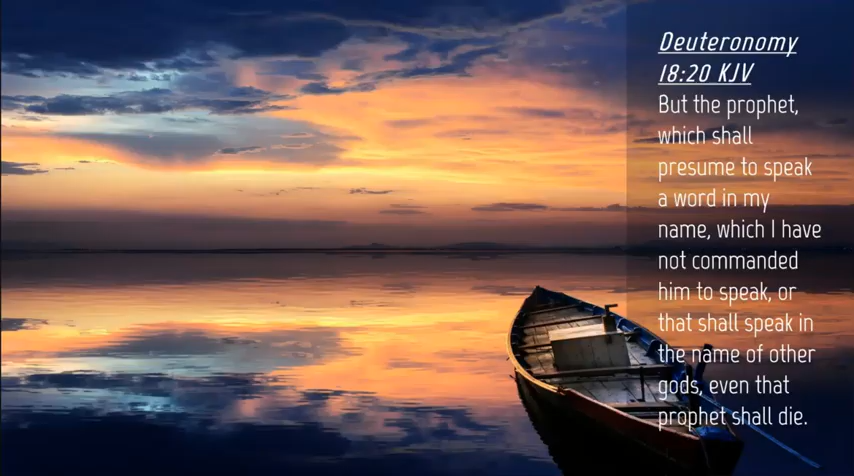 Deuteronomy
18:20 KJV
But the prophet,
which shall
presume to speak
a word in my
name, which I have
not commanded
him to speak, or
that shall speak in
the name of other
gods, even that
prophet shall die.